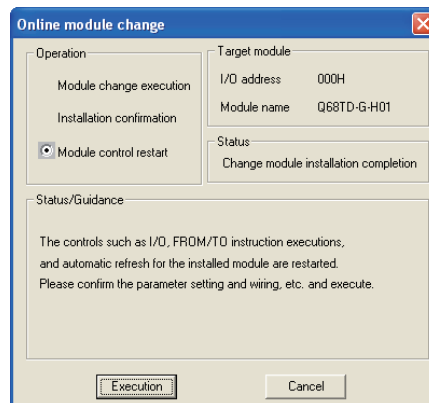 Online module change
Operation
Module change execution
Installation confirmation
Module control restart
Target module
I/O address 000H
Module name Q68TD-G-H01
Status
Change module installation completion
Status/Guidance
The controls such as I/O, FROM/TO instruction executions,
and automatic refresh for the installed module are restarted.
Please confirm the parameter setting and wiring, etc. and execute.
Execution
Cancel